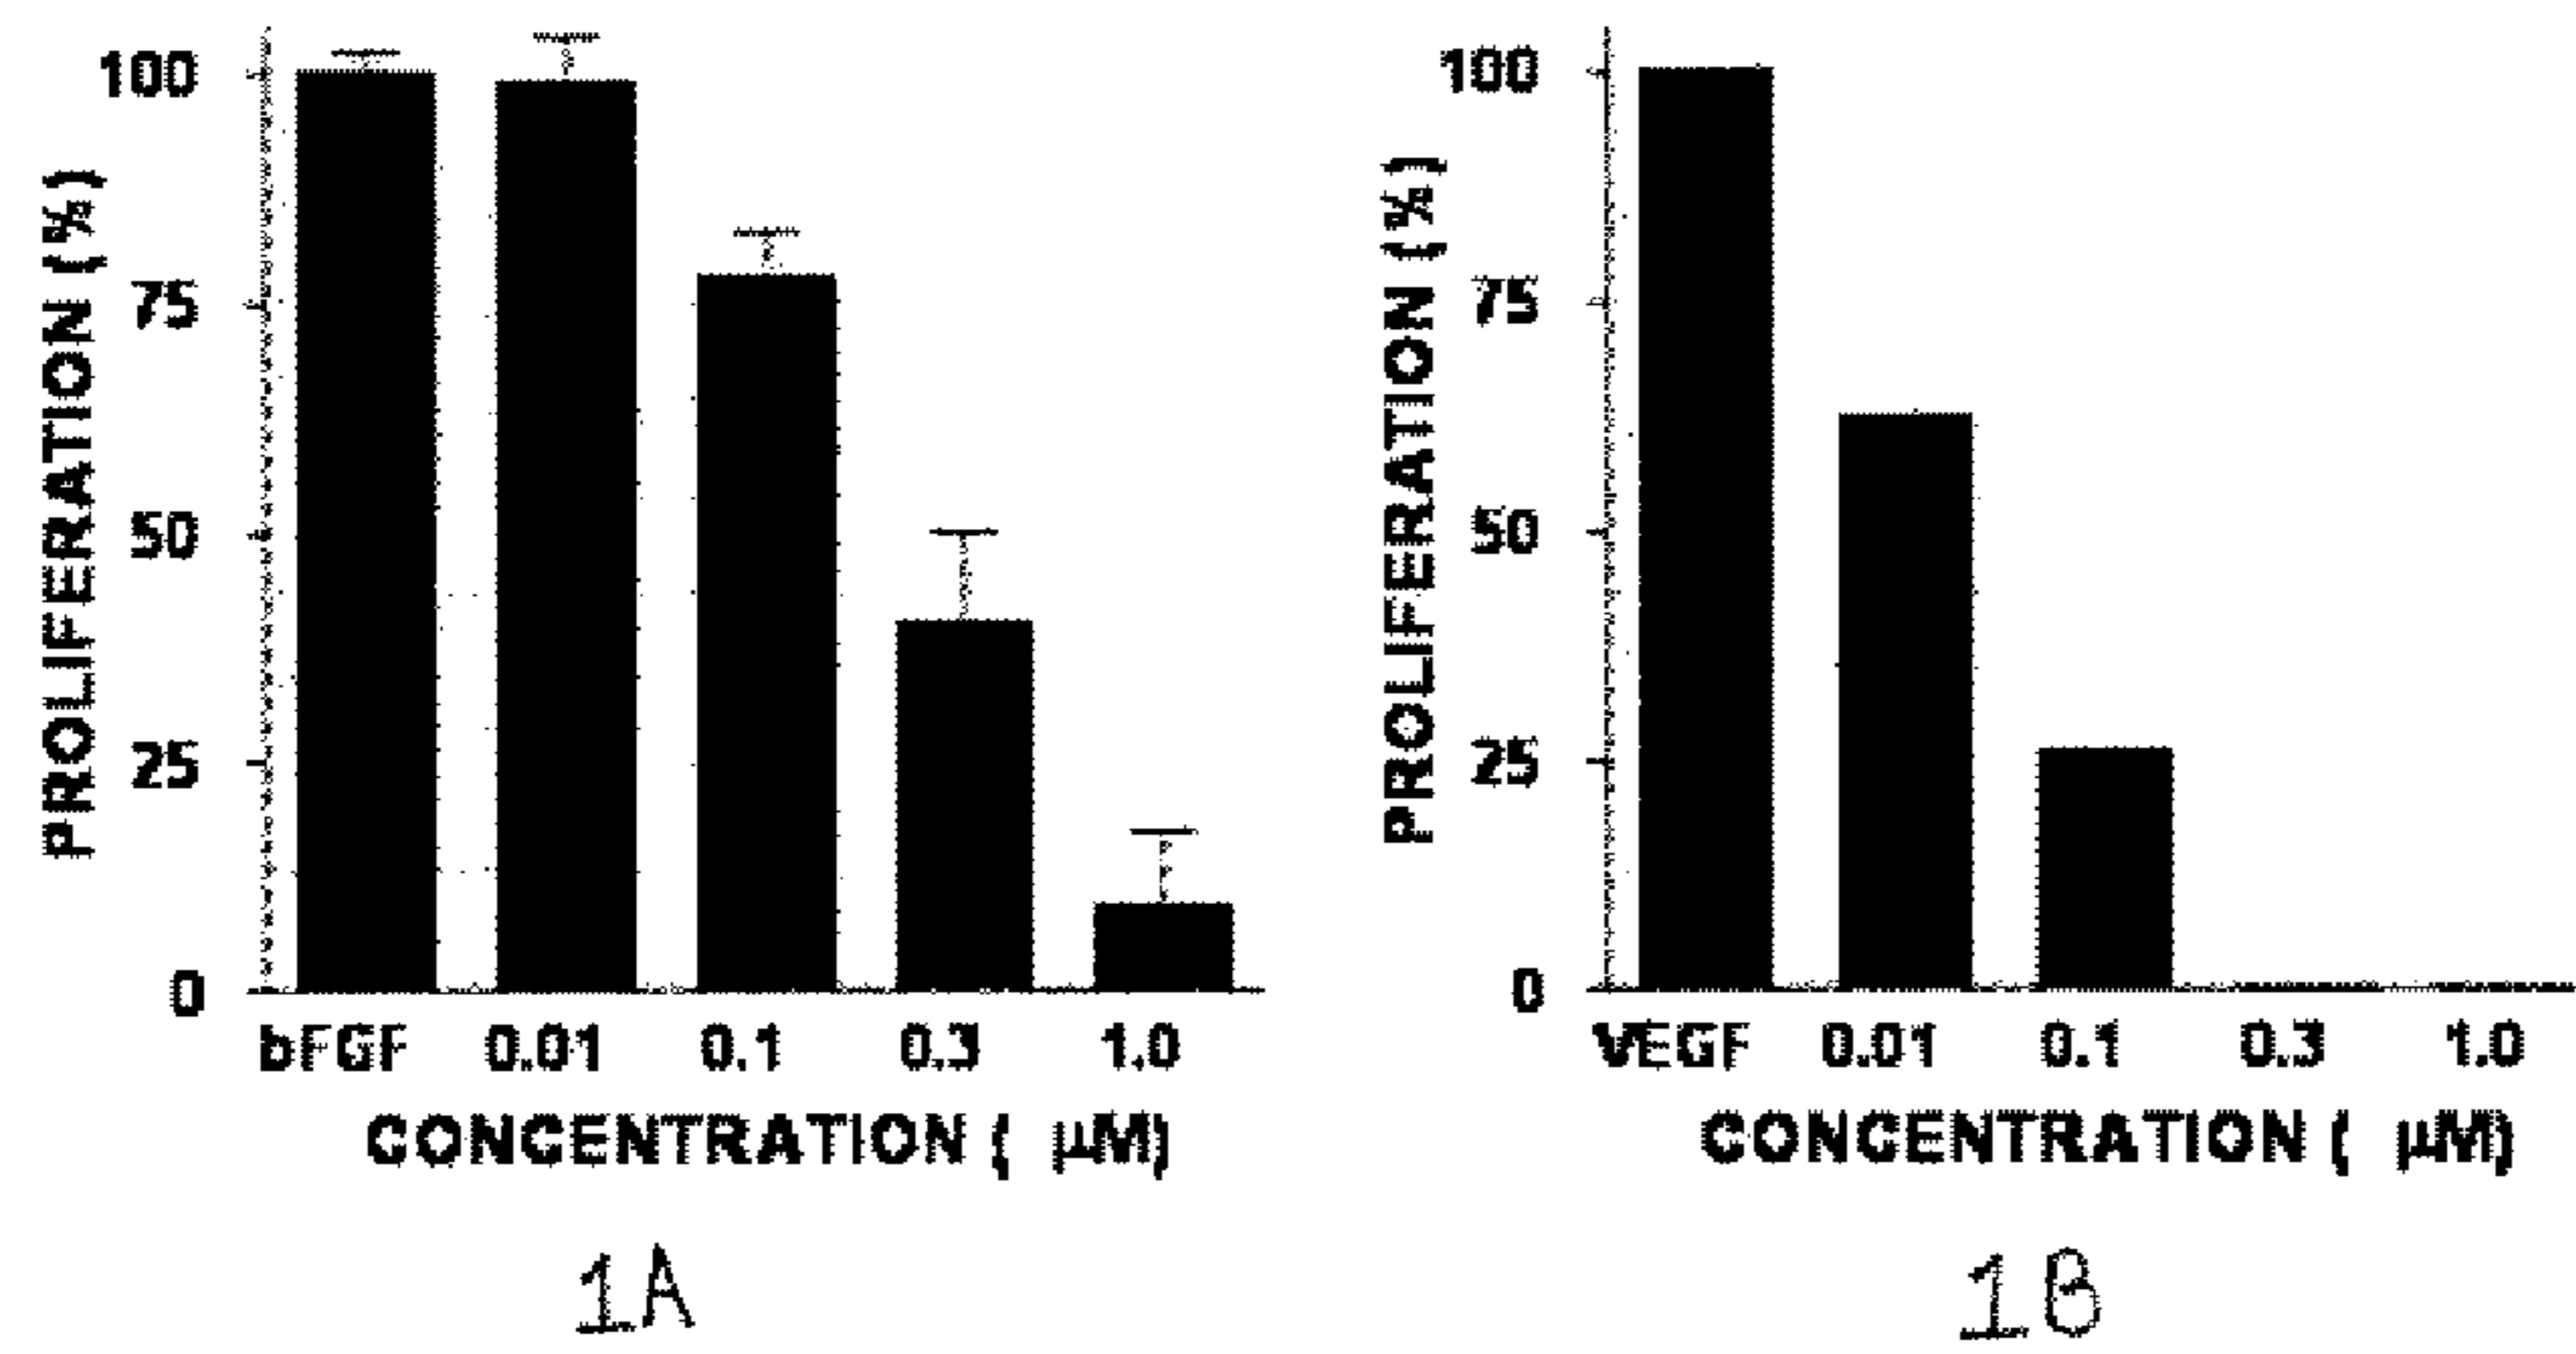 PROLIFERATION (%)
100
75
50
25
0
bFGF 0.01 0.1 0.3 1.0
CONCENTRATION ( μM)
1A
PROLIFERATION (%)
100
75
50
25
0
VEGF 0.01 0.1 0.3 1.0
CONCENTRATION ( μM)
1B